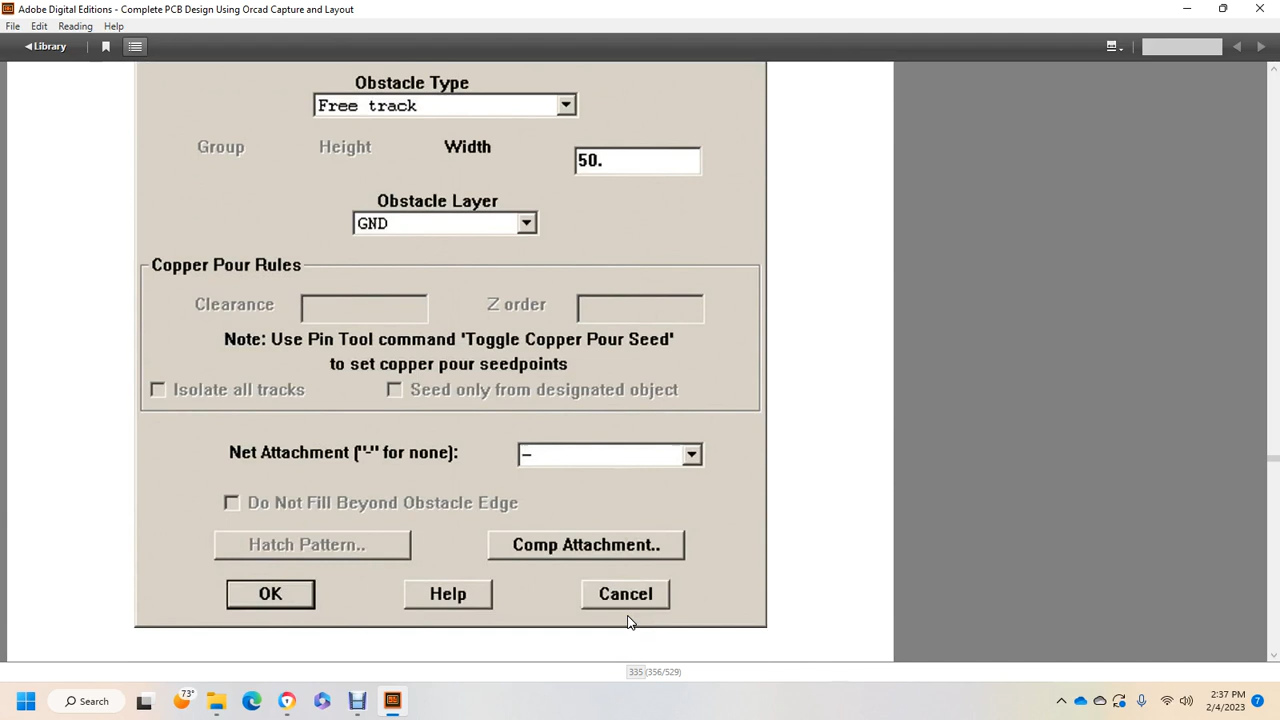 Adobe Digital Editions - Complete PCB Design Using Orcad Capture and Layout
File Edit Reading Help
Library
Obstacle Type
Free track
Group Height Width 50.
Obstacle Layer
GND
Copper Pour Rules
Clearance Z order
Note: Use Pin Tool command 'Toggle Copper Pour Seed'
to set copper pour seedpoints
Isolate all tracks Seed only from designated object
Net Attachment ("-" for none): -
Do Not Fill Beyond Obstacle Edge
Hatch Pattern.. Comp Attachment..
OK Help Cancel
335 (356/529)
Search 73° 2:37 PM
2/4/2023 7